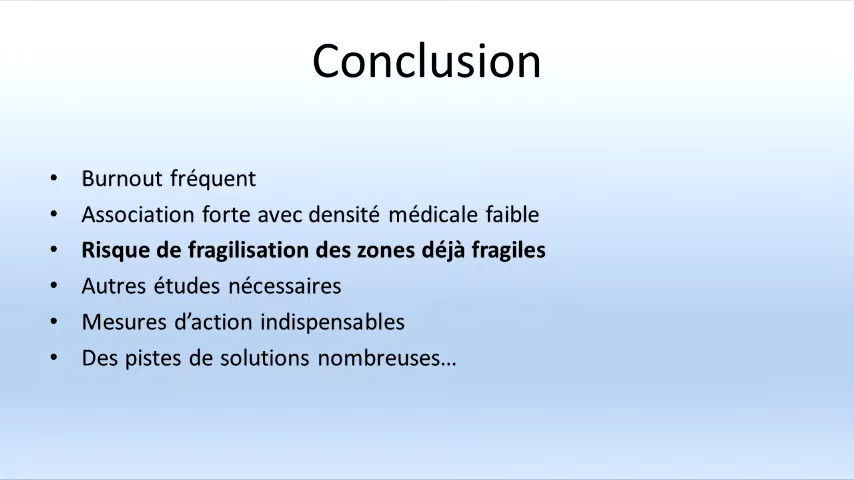 Conclusion
• Burnout fréquent
• Association forte avec densité médicale faible
• Risque de fragilisation des zones déjà fragiles
• Autres études nécessaires
• Mesures d’action indispensables
• Des pistes de solutions nombreuses…